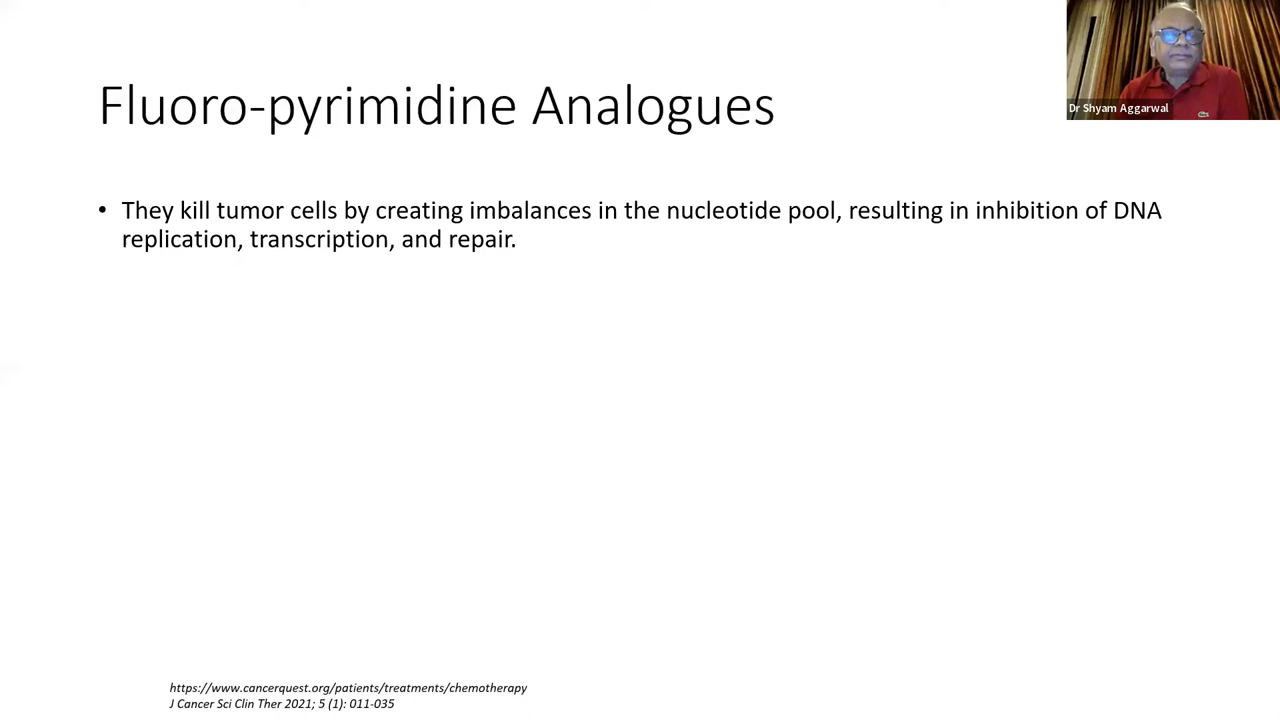 Fluoro-pyrimidine Analogues
Dr Shyam Aggarwal
• They kill tumor cells by creating imbalances in the nucleotide pool, resulting in inhibition of DNA
replication, transcription, and repair.
https://www.cancerquest.org/patients/treatments/chemotherapy
J Cancer Sci Clin Ther 2021; 5 (1): 011-035